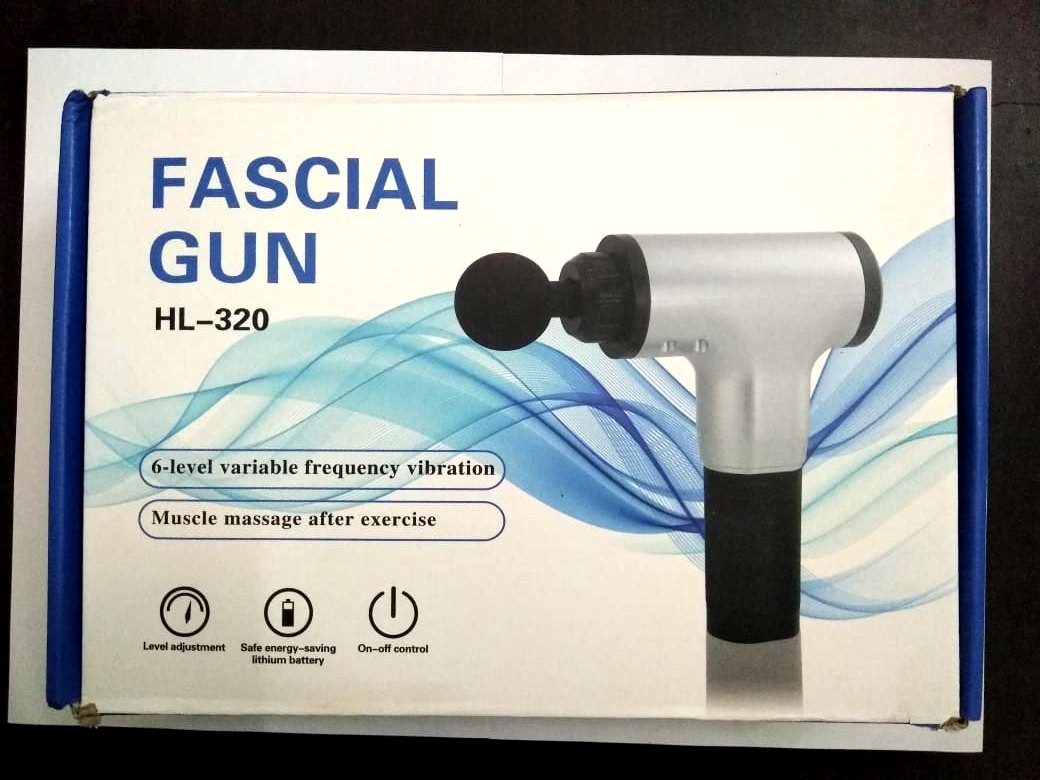 FASCIAL
GUN
HL-320
6-level variable frequency vibration
Muscle massage after exercise
Level adjustment
Safe energy-saving
lithium battery
On-off control